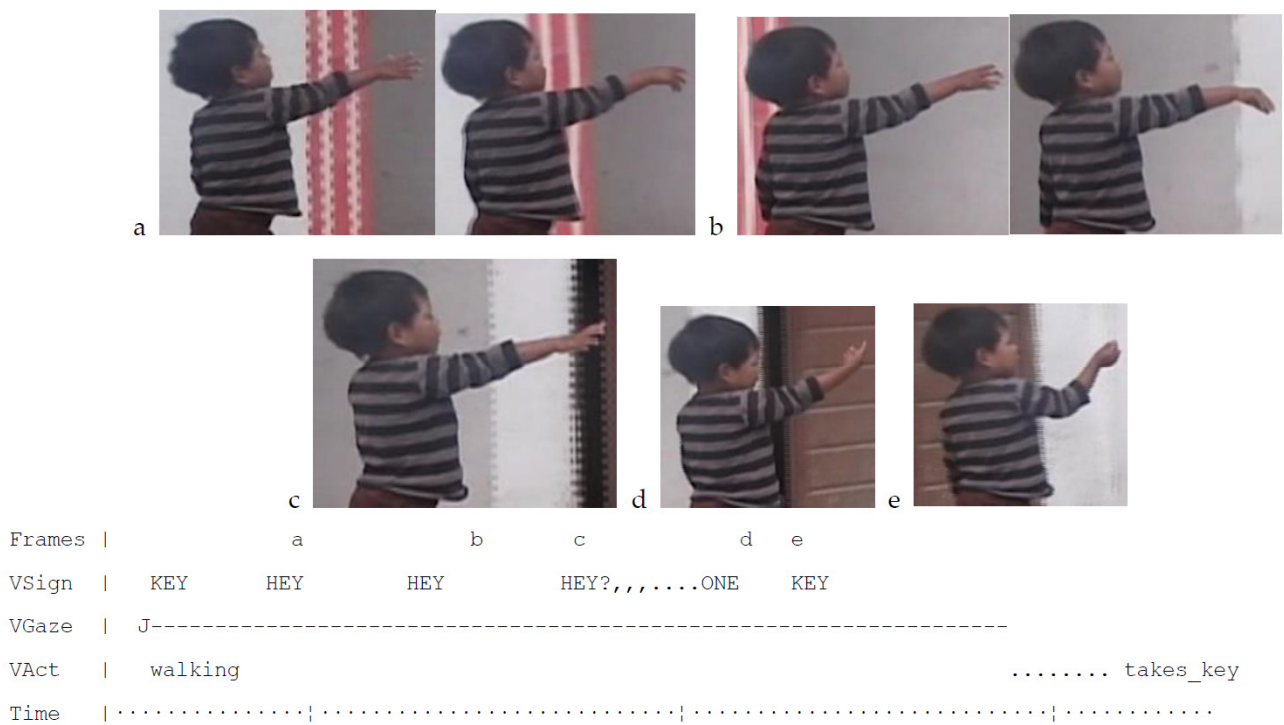 a b
c d e
Frames | a b c d e
VSign | KEY HEY HEY HEY?,,,....ONE KEY
VGaze | J-------------------------------------------------------------------
VAct | walking ........ takes_key
Time |···············¦····························¦····························¦············